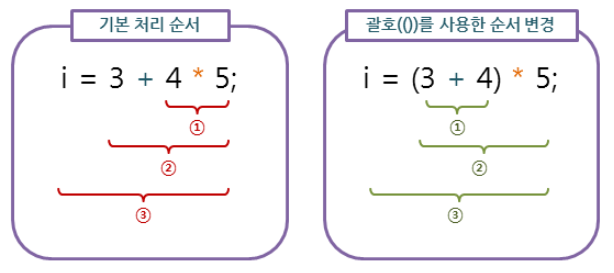 기본 처리 순서
i = 3 + 4 * 5;
①
②
③
괄호(())를 사용한 순서 변경
i = (3 + 4) * 5;
①
②
③